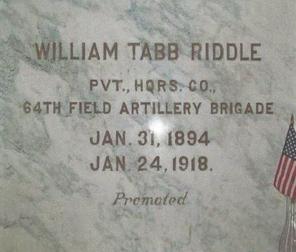 WILLIAM TABB RIDDLE
PVT., HQRS. CO.,
64TH FIELD ARTILLERY BRIGADE
JAN. 31, 1894
JAN. 24, 1918.
Promoted